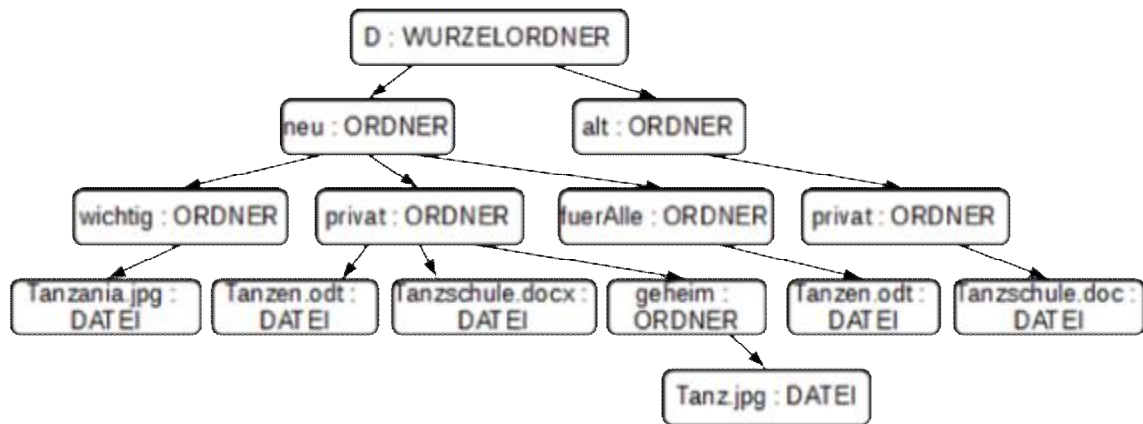 D : WURZELORDNER
neu : ORDNER
alt : ORDNER
wichtig : ORDNER
privat : ORDNER
fuerAlle : ORDNER
privat : ORDNER
Tanzania.jpg :
DATEI
Tanzen.odt :
DATEI
Tanzschule.docx :
DATEI
geheim :
ORDNER
Tanzen.odt :
DATEI
Tanzschule.doc :
DATEI
Tanz.jpg : DATEI